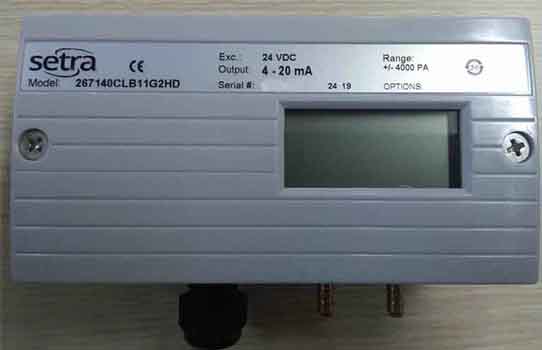 setra CE
Model: 267140CLB11G2HD
Exc.: 24 VDC
Output: 4 - 20 mA
Serial #: 24 19
Range:
+/- 4000 PA
OPTIONS: